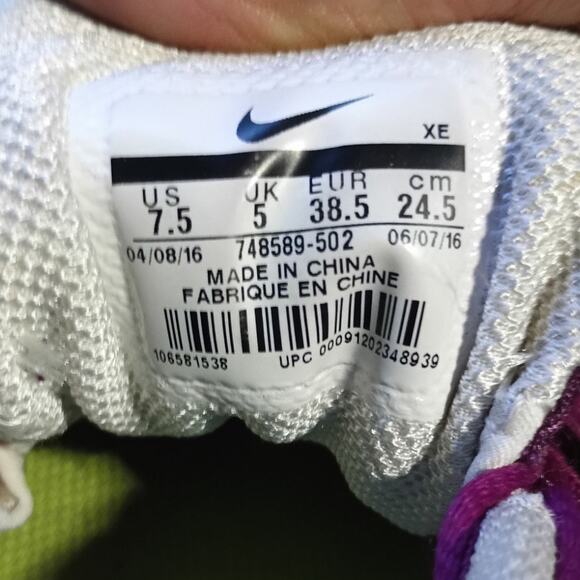 XE
US UK EUR cm
7.5 5 38.5 24.5
04/08/16 748589-502 06/07/16
MADE IN CHINA
FABRIQUE EN CHINE
106581538 UPC 00091202348939